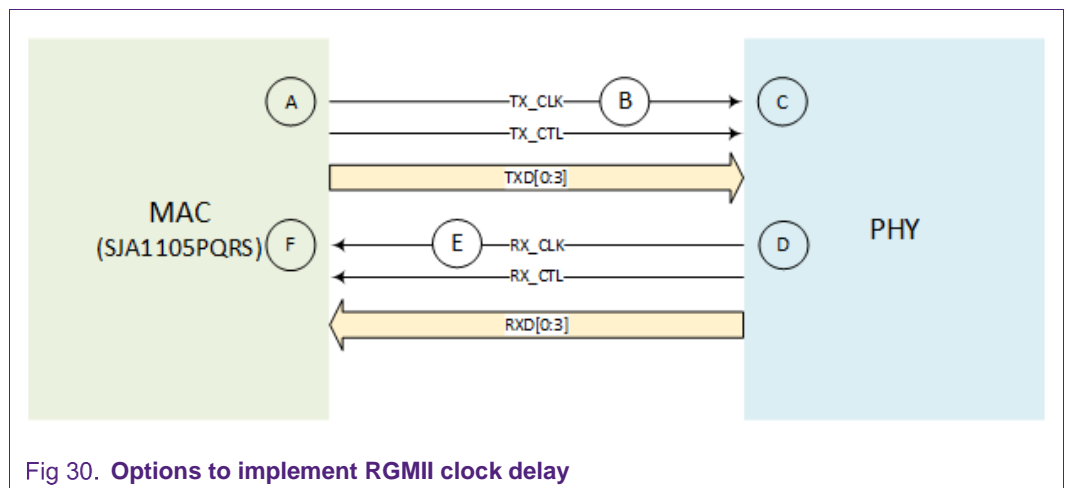 A
TX_CLK
B
C
TX_CTL
TXD[0:3]
MAC
(SJA1105PQRS)
F
E
RX_CLK
D
PHY
RX_CTL
RXD[0:3]
Fig 30. Options to implement RGMII clock delay